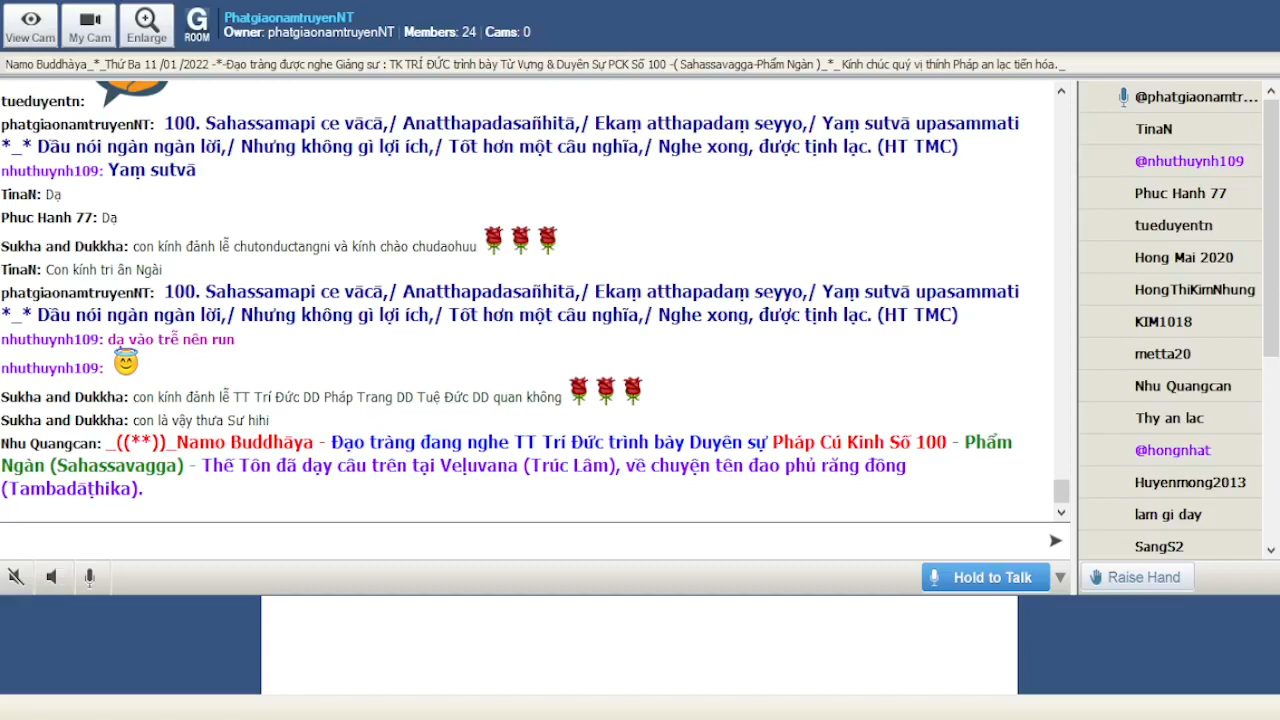 View Cam
My Cam
Enlarge
G
ROOM
PhatgiaonamtruyenNT
Owner: phatgiaonamtruyenNT | Members: 24 | Cams: 0
Namo Buddhàya_*_Thứ Ba 11 /01 /2022 -*-Đạo tràng được nghe Giảng sư : TK TRÍ ĐỨC trình bày Từ Vựng & Duyên Sự PCK Số 100 -( Sahassavagga-Phẩm Ngàn )_*_ Kính chúc quý vị thính Pháp an lạc tiến hóa._
tueduyentn:
phatgiaonamtruyenNT: 100. Sahassamapi ce vācā,/ Anatthapadasañhitā,/ Ekaṃ atthapadaṃ seyyo,/ Yaṃ sutvā upasammati
*_* Dầu nói ngàn ngàn lời,/ Nhưng không gì lợi ích,/ Tốt hơn một câu nghĩa,/ Nghe xong, được tịnh lạc. (HT TMC)
nhuthuynh109: Yaṃ sutvā
TinaN: Dạ
Phuc Hanh 77: Dạ
Sukha and Dukkha: con kính đảnh lễ chutonductangni và kính chào chudaohuu
TinaN: Con kính tri ân Ngài
phatgiaonamtruyenNT: 100. Sahassamapi ce vācā,/ Anatthapadasañhitā,/ Ekaṃ atthapadaṃ seyyo,/ Yaṃ sutvā upasammati
*_* Dầu nói ngàn ngàn lời,/ Nhưng không gì lợi ích,/ Tốt hơn một câu nghĩa,/ Nghe xong, được tịnh lạc. (HT TMC)
nhuthuynh109: dạ vào trễ nên run
nhuthuynh109:
Sukha and Dukkha: con kính đảnh lễ TT Trí Đức DD Pháp Trang DD Tuệ Đức DD quan không
Sukha and Dukkha: con là vậy thưa Sư hihi
Nhu Quangcan: _((**))_Namo Buddhāya - Đạo tràng đang nghe TT Trí Đức trình bày Duyên sự Pháp Cú Kinh Số 100 - Phẩm
Ngàn (Sahassavagga) - Thế Tôn đã dạy câu trên tại Veḷuvana (Trúc Lâm), về chuyện tên đao phủ răng đồng
(Tambadāṭhika).
Hold to Talk
@phatgiaonamtr...
TinaN
@nhuthuynh109
Phuc Hanh 77
tueduyentn
Hong Mai 2020
HongThiKimNhung
KIM1018
metta20
Nhu Quangcan
Thy an lac
@hongnhat
Huyenmong2013
lam gi day
SangS2
Raise Hand